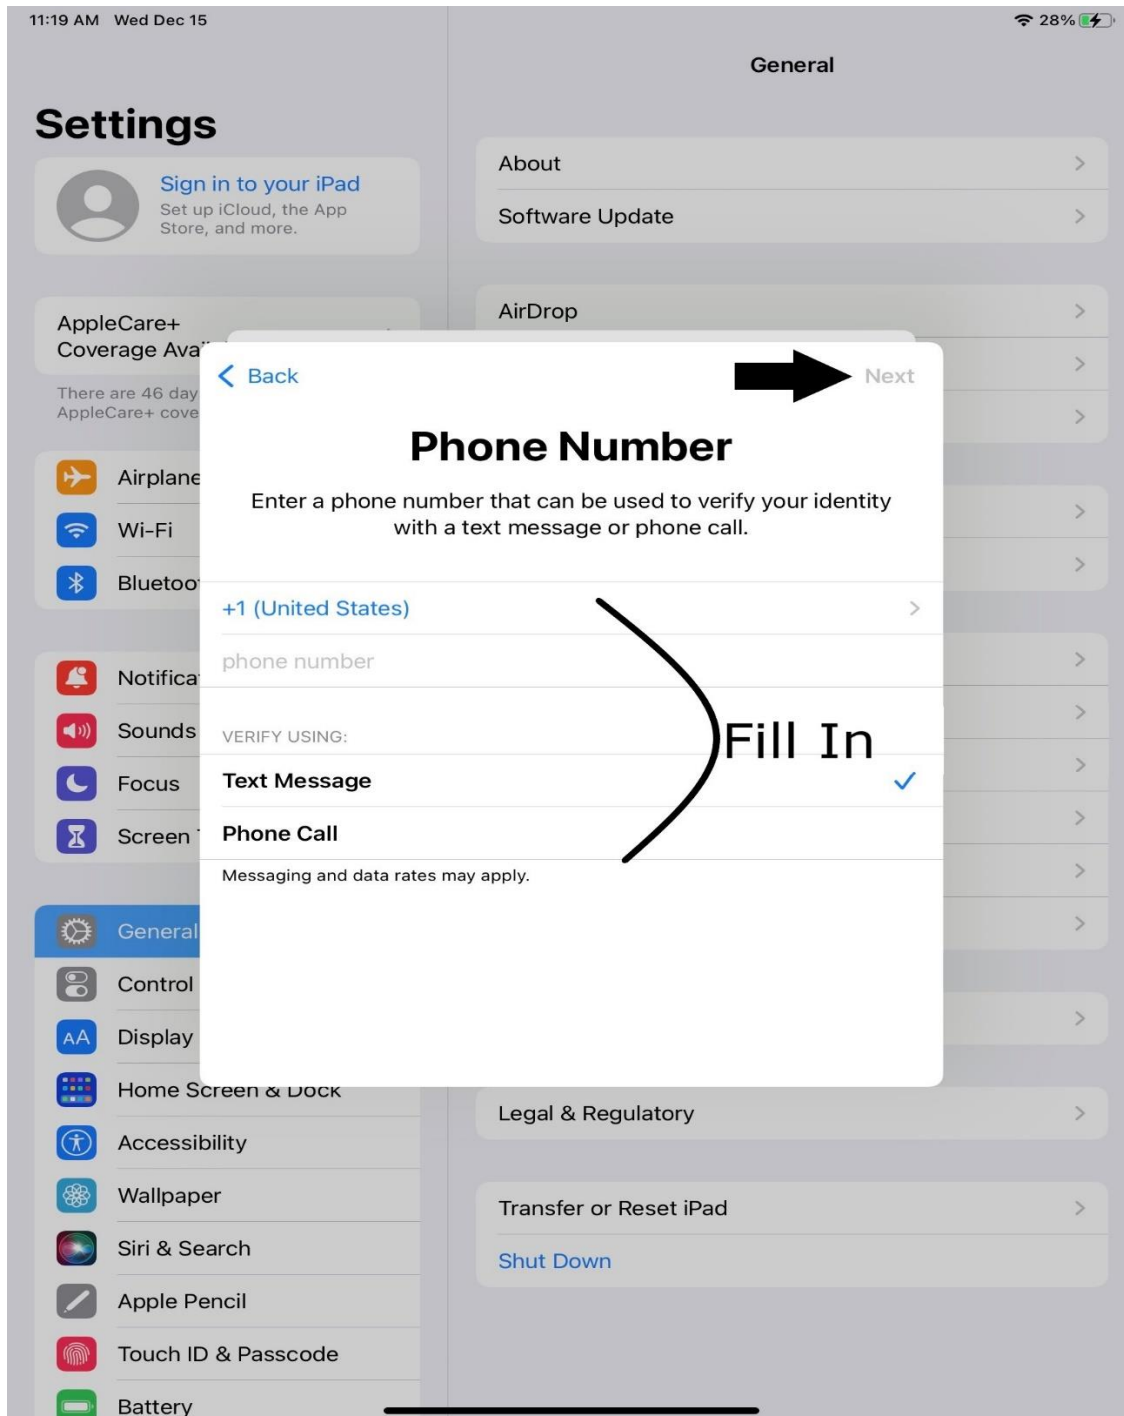 11:19 AM Wed Dec 15
28%
General
Settings
Sign in to your iPad
Set up iCloud, the App
Store, and more.
About
Software Update
AppleCare+
Coverage Ava
There are 46 day
AppleCare+ cove
AirDrop
Back
Next
Phone Number
Enter a phone number that can be used to verify your identity
with a text message or phone call.
+1 (United States)
phone number
VERIFY USING:
Text Message
Phone Call
Messaging and data rates may apply.
Fill In
Airplane
Wi-Fi
Bluetoo
Notifica
Sounds
Focus
Screen
General
Control
Display
Home Screen & Dock
Accessibility
Wallpaper
Siri & Search
Apple Pencil
Touch ID & Passcode
Battery
Legal & Regulatory
Transfer or Reset iPad
Shut Down